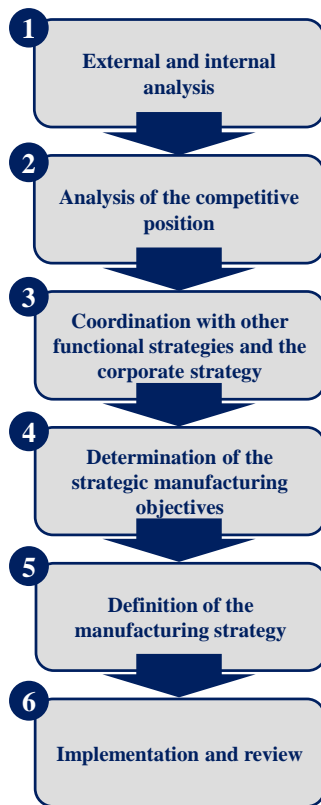 1
External and internal
analysis
2
Analysis of the competitive
position
3
Coordination with other
functional strategies and the
corporate strategy
4
Determination of the
strategic manufacturing
objectives
5
Definition of the
manufacturing strategy
6
Implementation and review